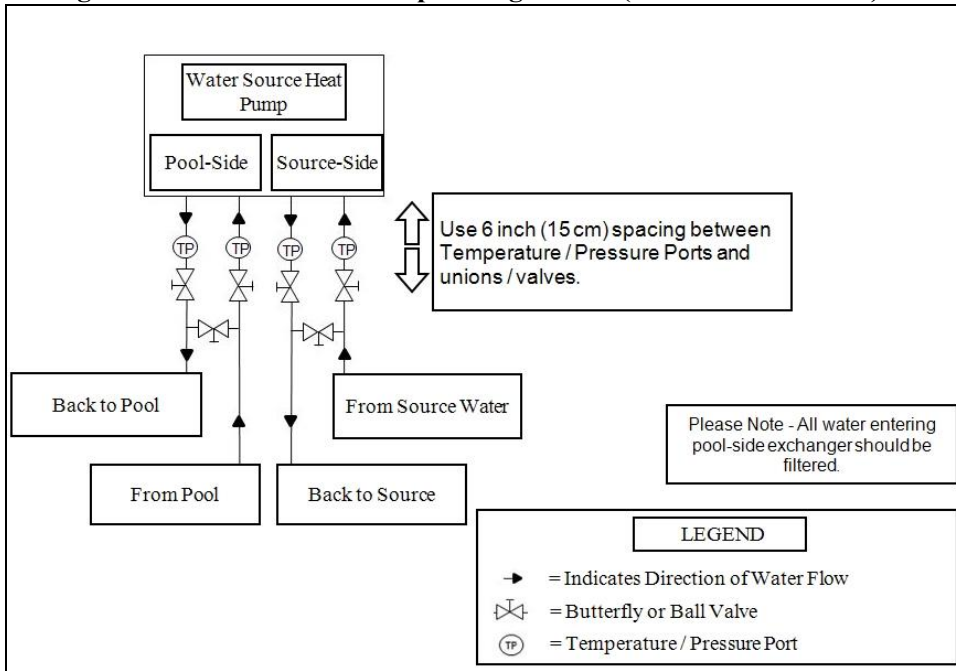 Water Source Heat
Pump
Pool-Side
Source-Side
TP
TP
TP
TP
Use 6 inch (15 cm) spacing between
Temperature / Pressure Ports and
unions / valves.
Back to Pool
From Source Water
From Pool
Back to Source
Please Note - All water entering
pool-side exchanger should be
filtered.
LEGEND
= Indicates Direction of Water Flow
= Butterfly or Ball Valve
TP = Temperature / Pressure Port